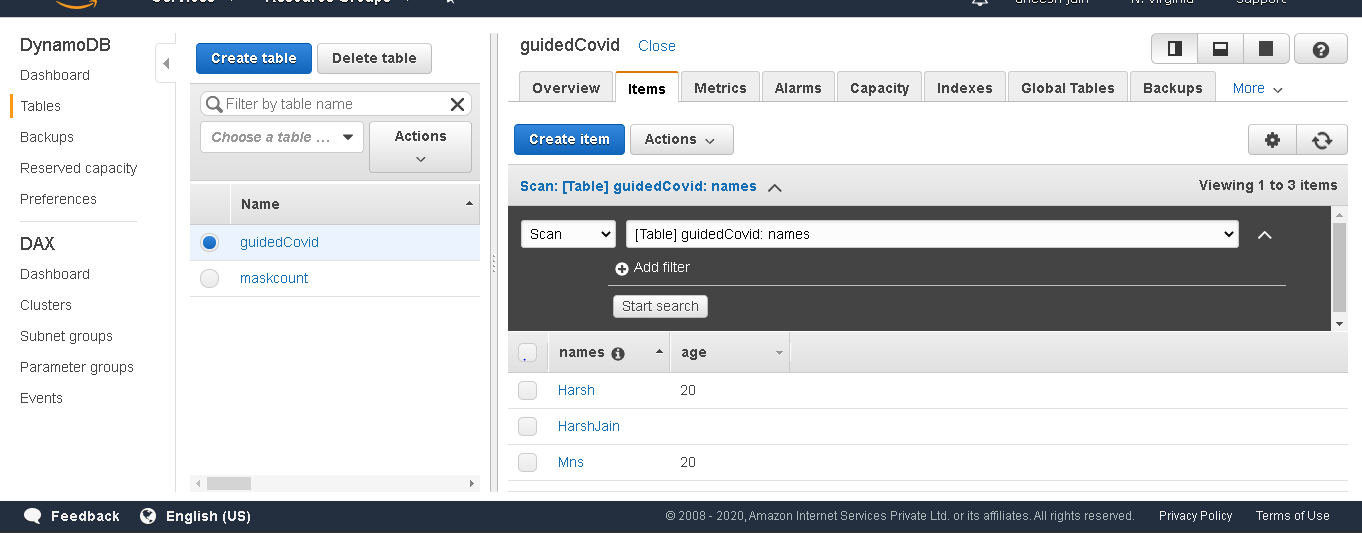 Services Resource Groups N. Virginia Support
DynamoDB
Dashboard
Tables
Backups
Reserved capacity
Preferences
DAX
Dashboard
Clusters
Subnet groups
Parameter groups
Events
Create table Delete table
Filter by table name
Choose a table ... Actions
Name
guidedCovid
maskcount
guidedCovid Close
Overview Items Metrics Alarms Capacity Indexes Global Tables Backups More
Create item Actions
Scan: [Table] guidedCovid: names Viewing 1 to 3 items
Scan [Table] guidedCovid: names
Add filter
Start search
names age
Harsh 20
HarshJain
Mns 20
Feedback English (US) © 2008 - 2020, Amazon Internet Services Private Ltd. or its affiliates. All rights reserved. Privacy Policy Terms of Use